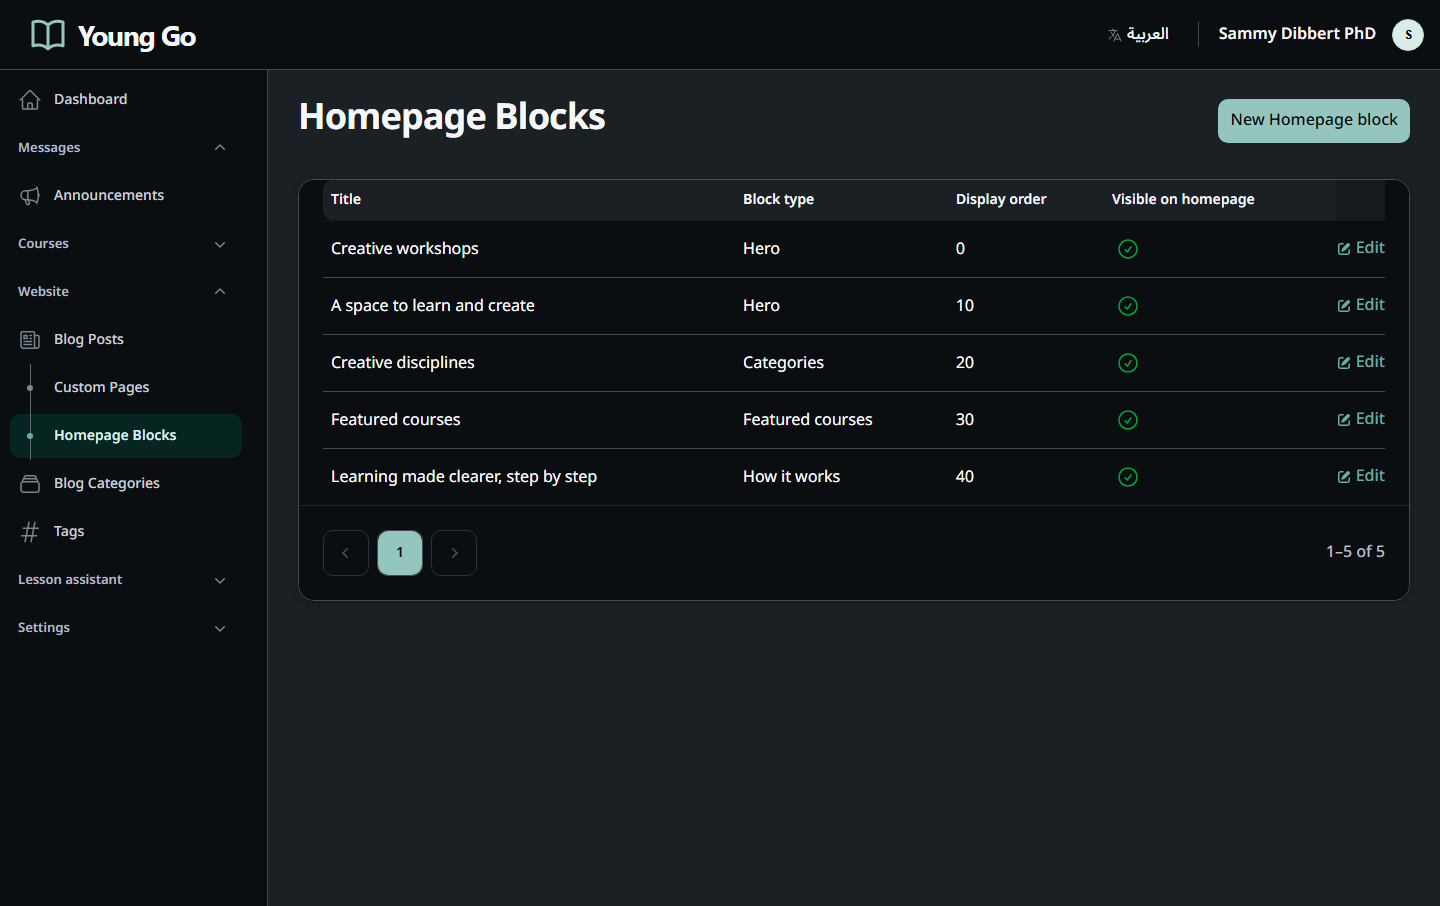 Young Go
العربية
Sammy Dibbert PhD
S
Dashboard
Messages
Announcements
Courses
Website
Blog Posts
Custom Pages
Homepage Blocks
Blog Categories
Tags
Lesson assistant
Settings
Homepage Blocks
New Homepage block
Title Block type Display order Visible on homepage
Creative workshops Hero 0 Edit
A space to learn and create Hero 10 Edit
Creative disciplines Categories 20 Edit
Featured courses Featured courses 30 Edit
Learning made clearer, step by step How it works 40 Edit
1
1–5 of 5